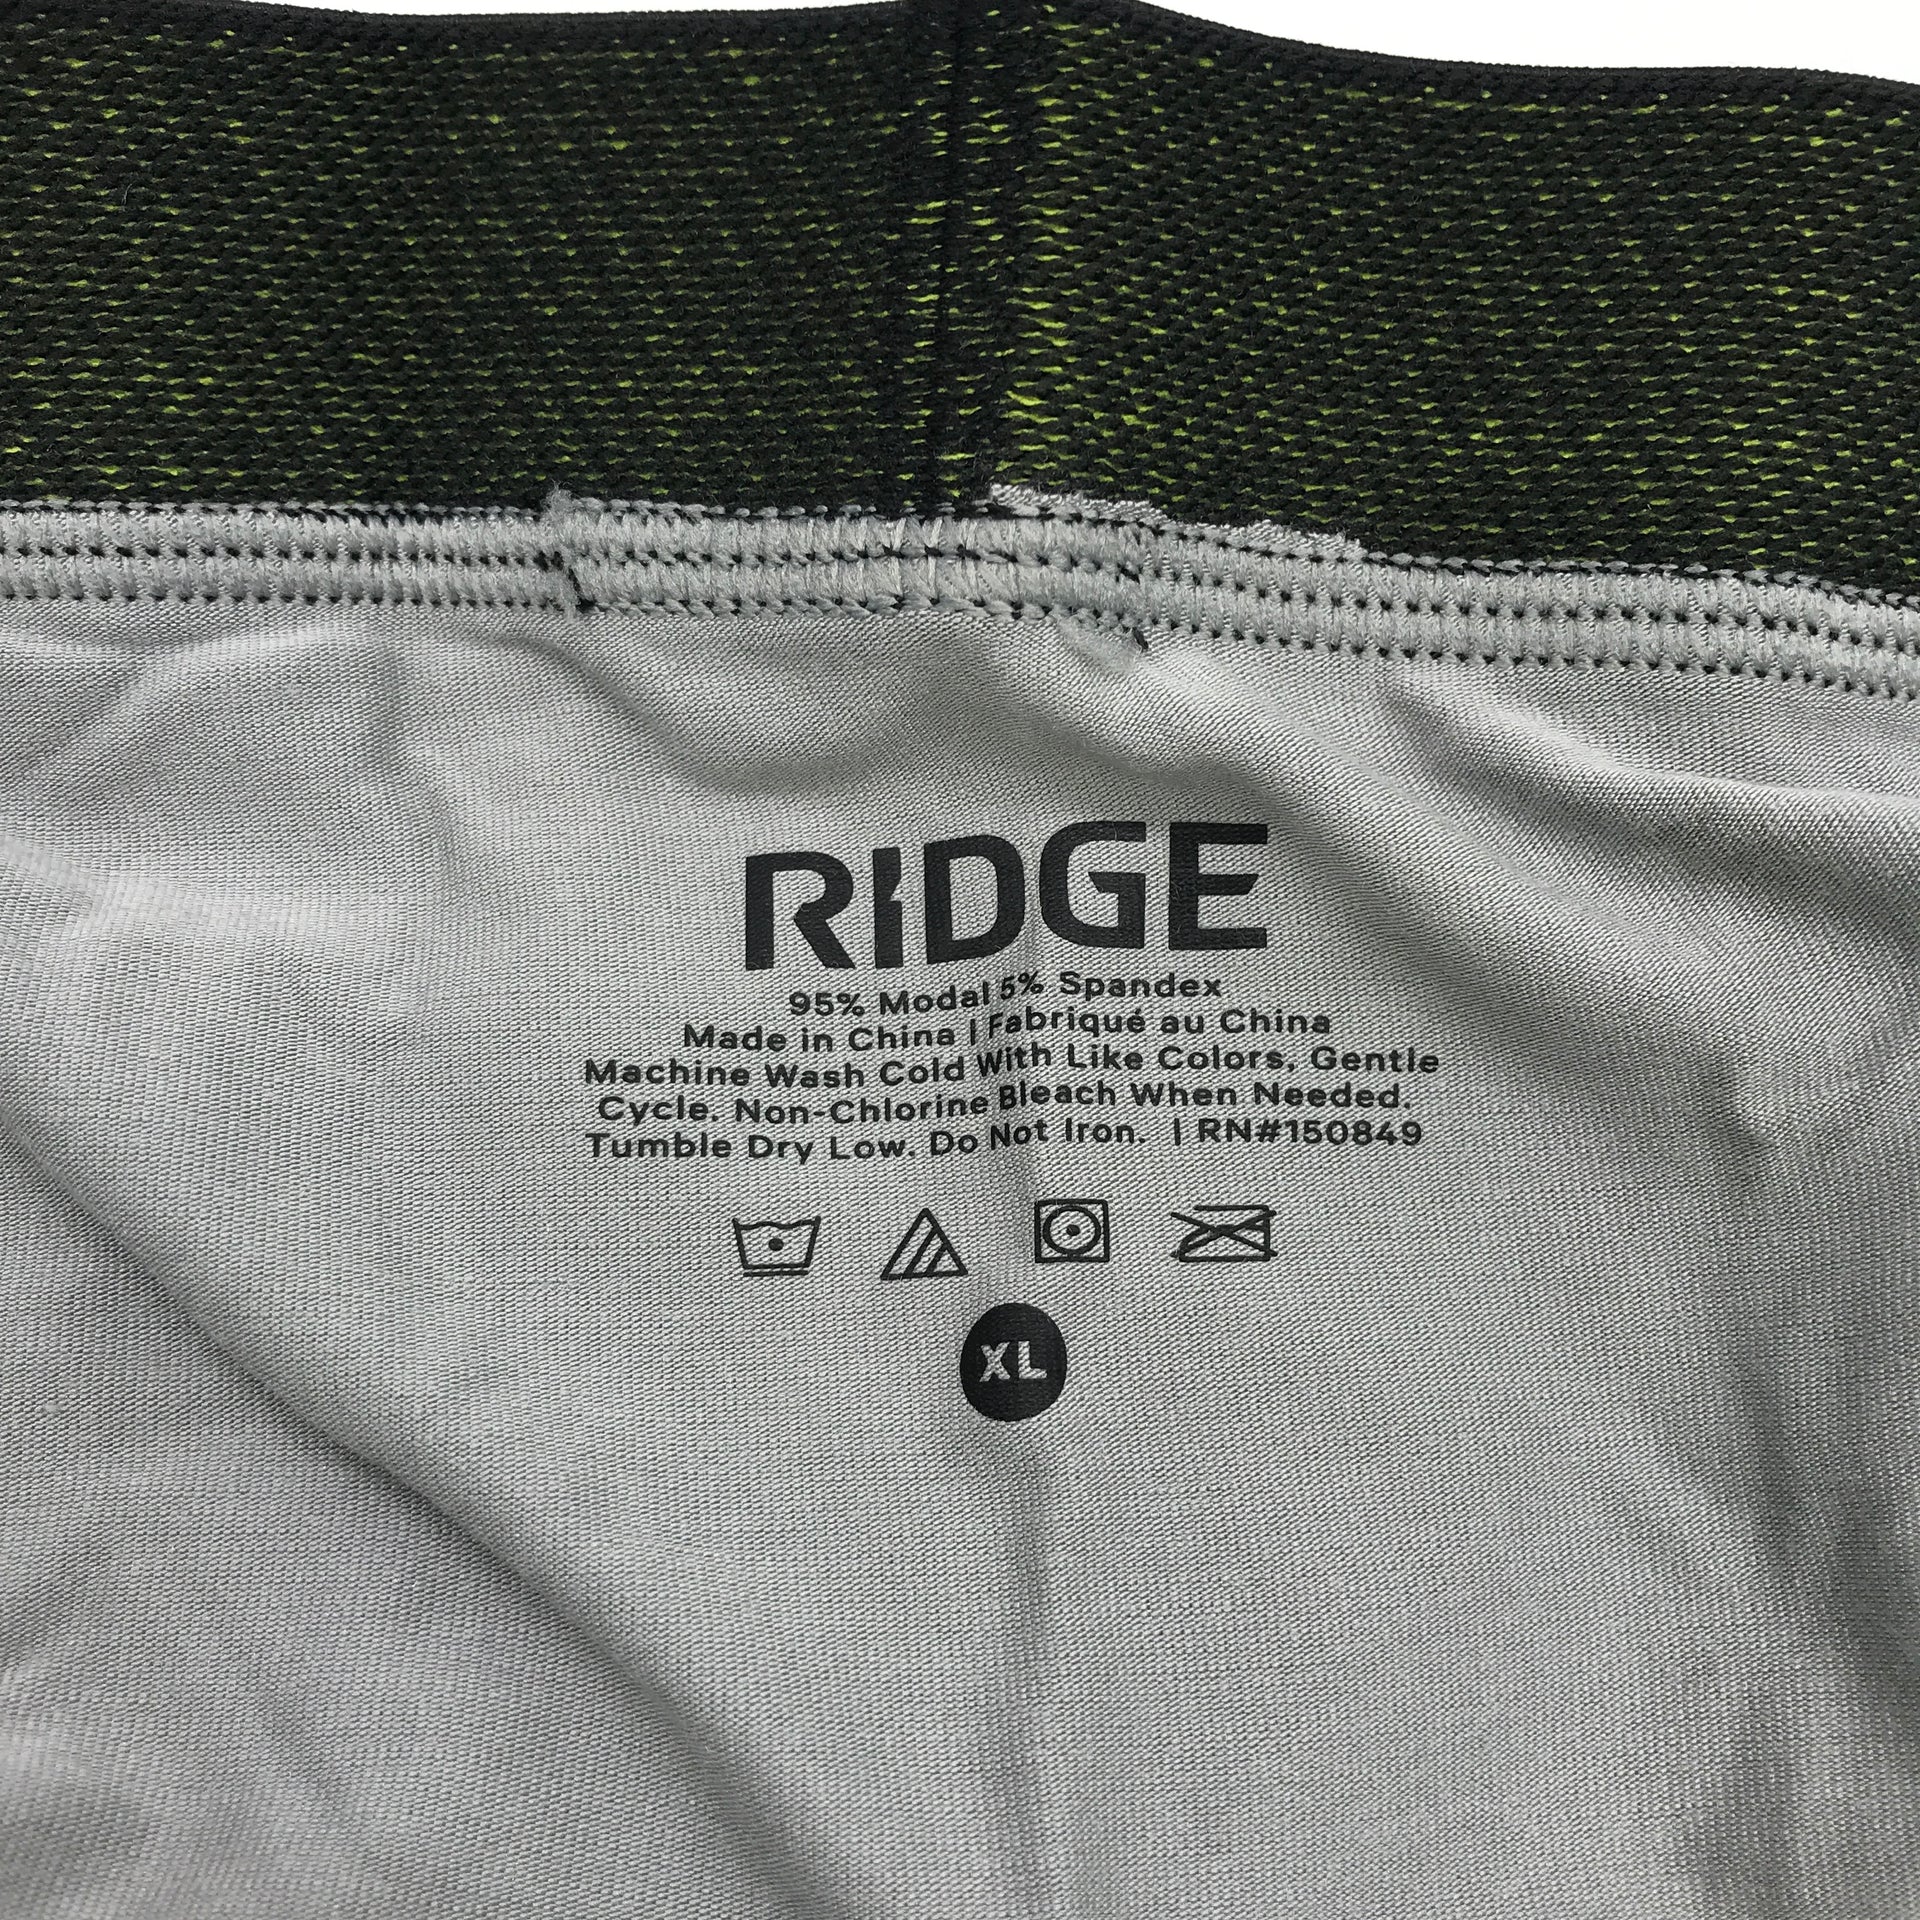 RIDGE
95% Modal 5% Spandex
Made in China | Fabriqué au China
Machine Wash Cold With Like Colors, Gentle
Cycle. Non-Chlorine Bleach When Needed.
Tumble Dry Low. Do Not Iron. | RN#150849
XL